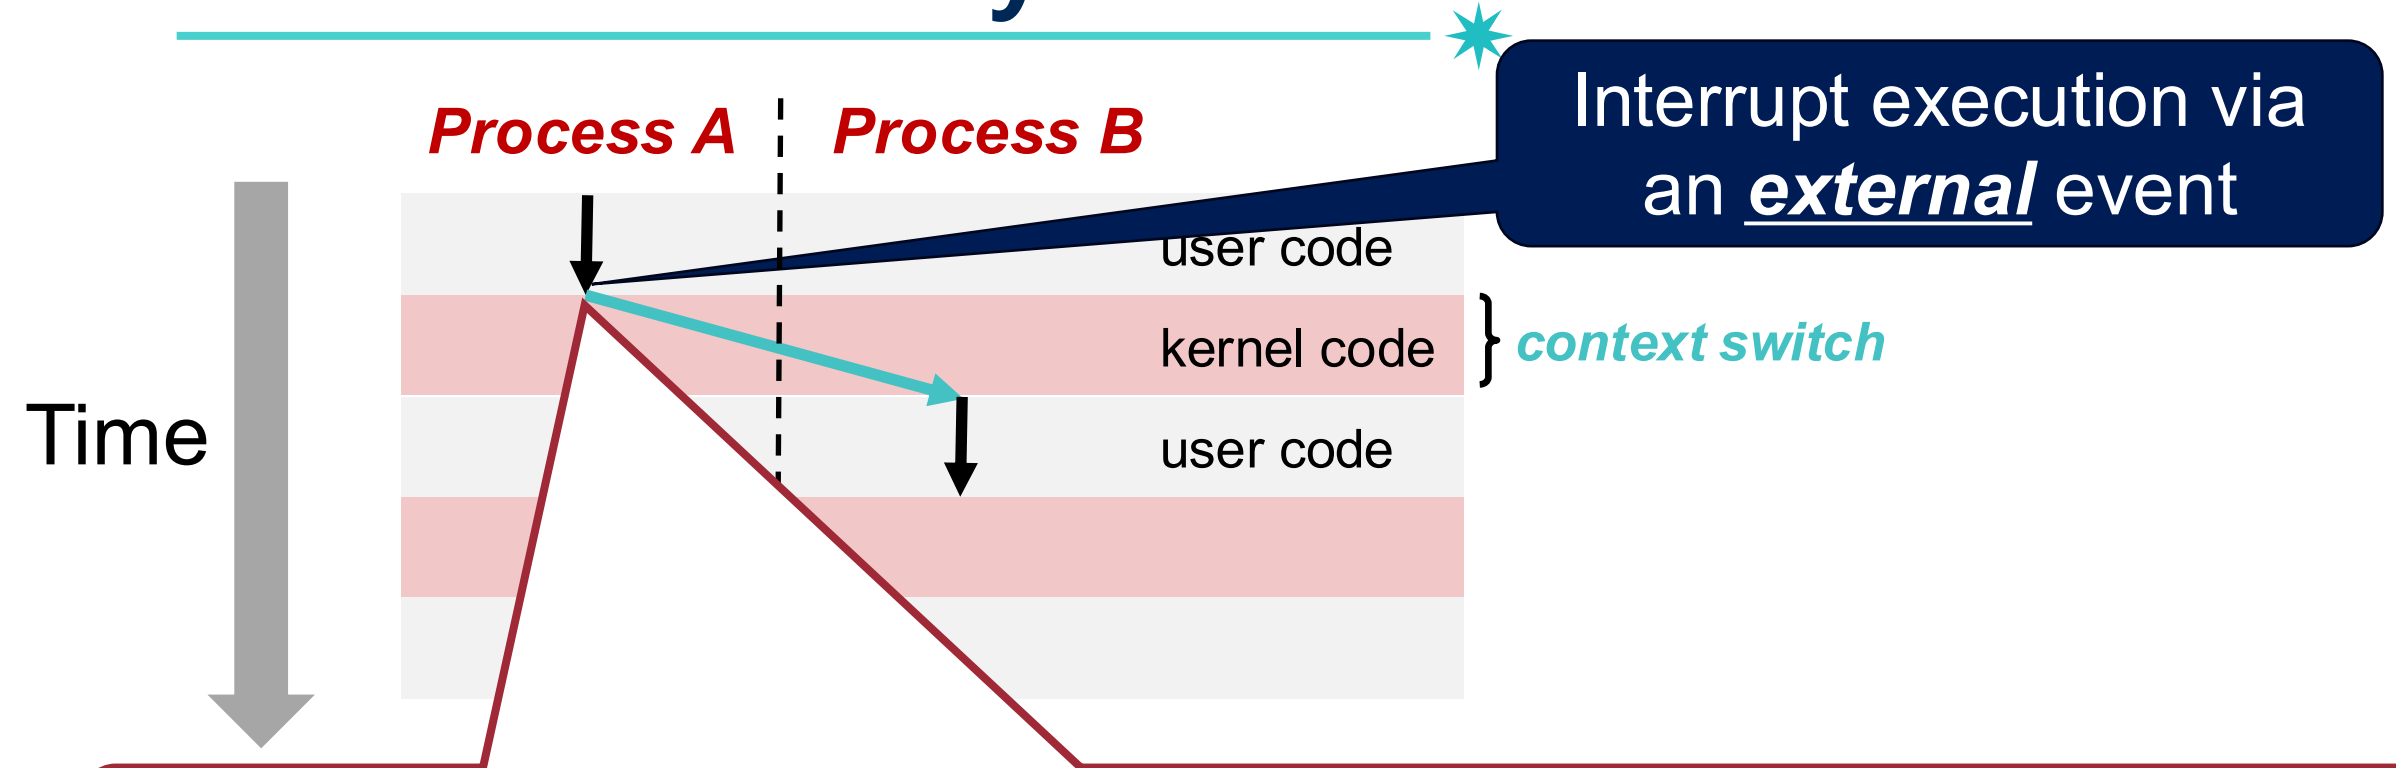 Process A
Process B
Interrupt execution via
an external event
user code
kernel code
context switch
Time
user code